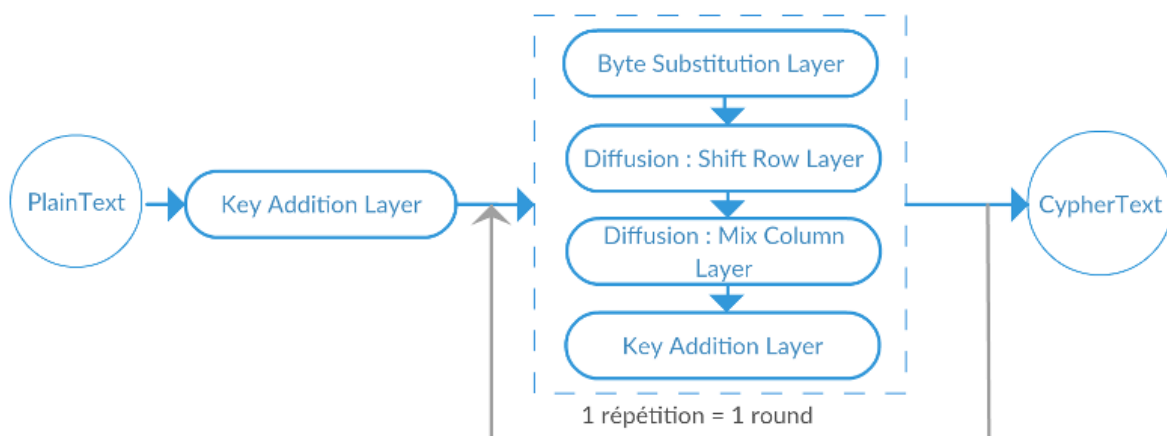 PlainText
Key Addition Layer
Byte Substitution Layer
Diffusion : Shift Row Layer
Diffusion : Mix Column
Layer
Key Addition Layer
CypherText
1 répétition = 1 round